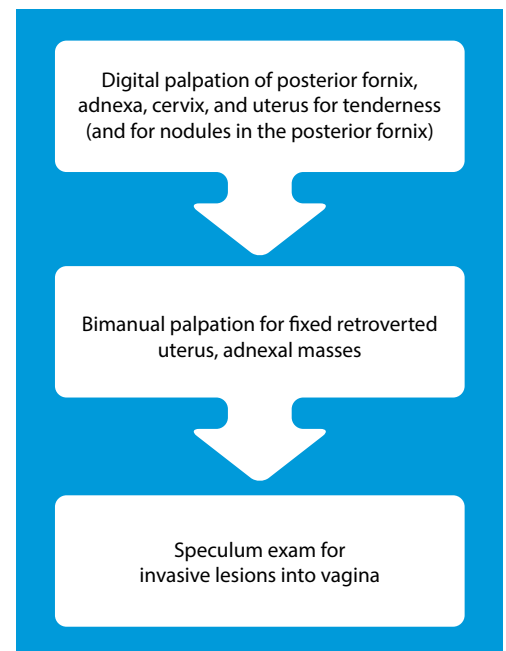 Digital palpation of posterior fornix,
adnexa, cervix, and uterus for tenderness
(and for nodules in the posterior fornix)
Bimanual palpation for fixed retroverted
uterus, adnexal masses
Speculum exam for
invasive lesions into vagina